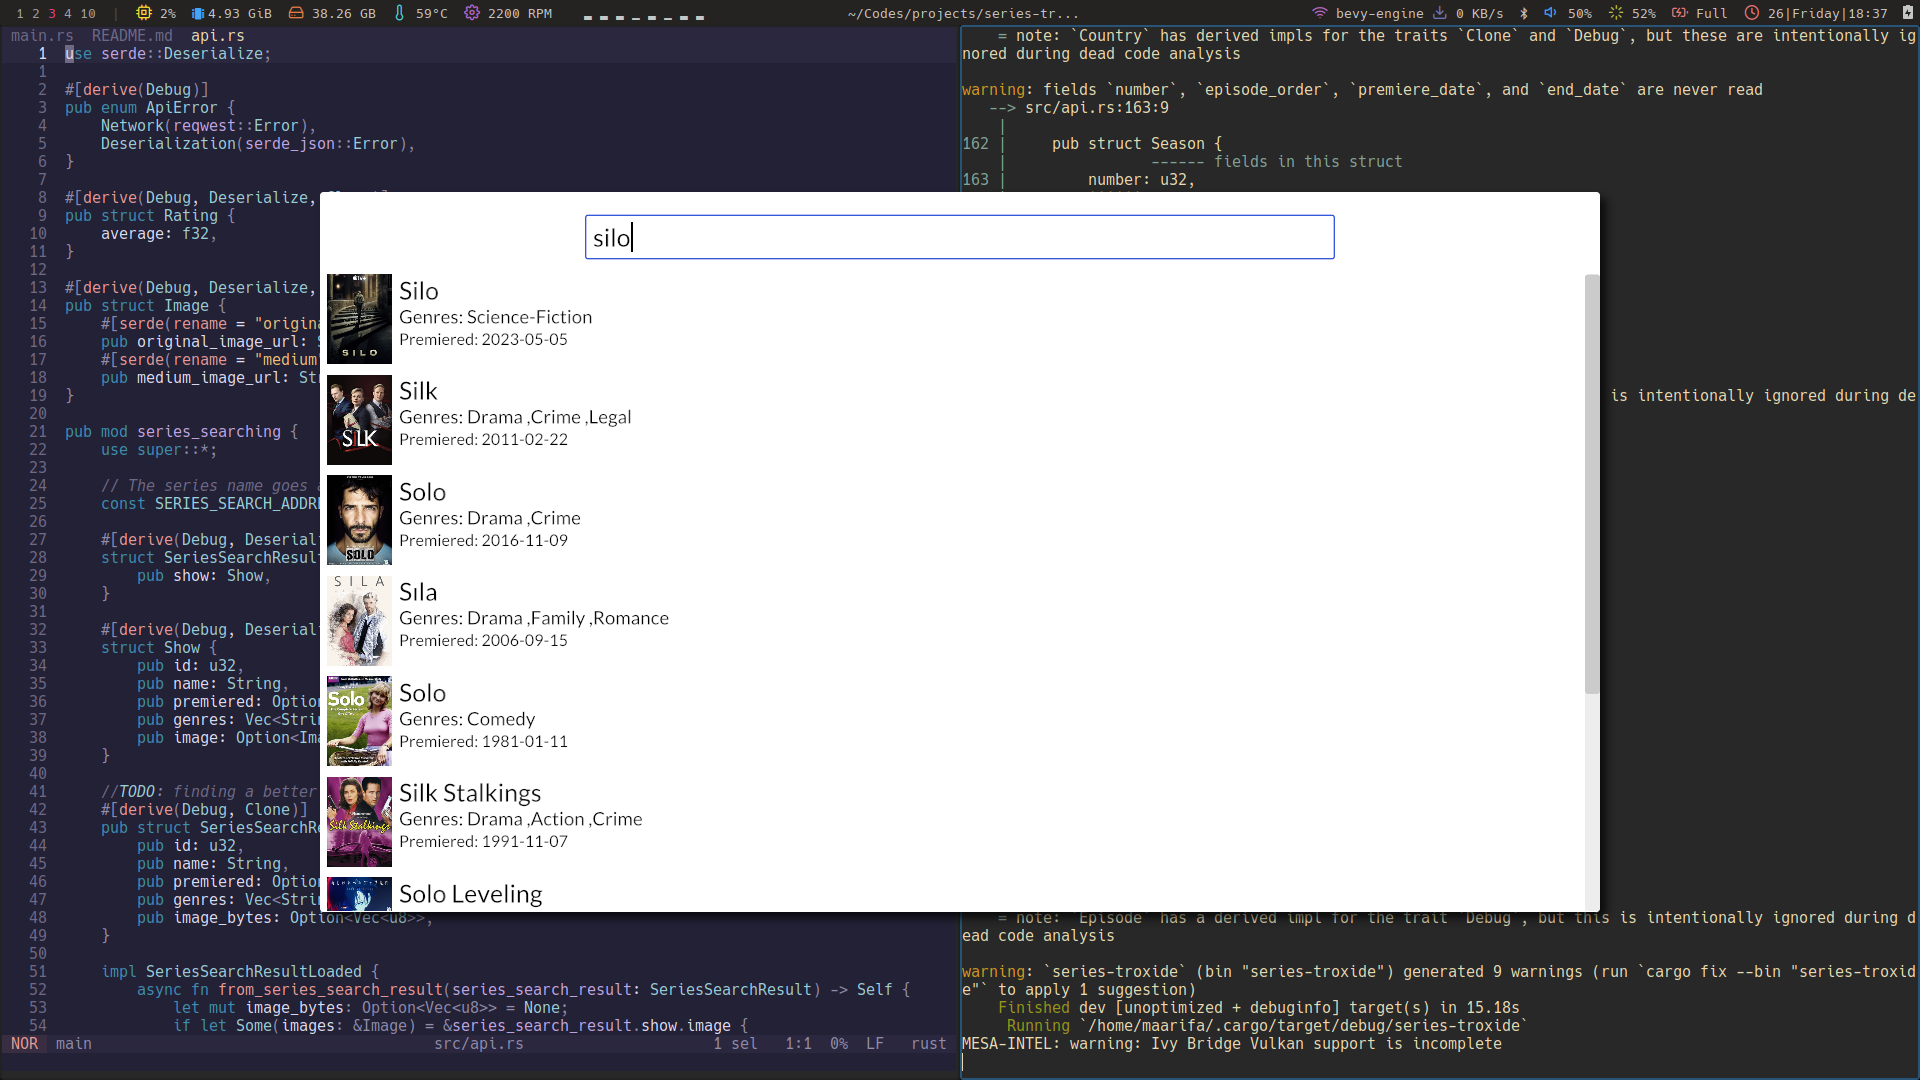 1 2 3 4 10 | 2% 4.93 GiB 38.26 GB 59°C 2200 RPM ~/Codes/projects/series-tr... bevy-engine 0 KB/s 50% 52% Full 26|Friday|18:37
main.rs README.md api.rs
1 use serde::Deserialize;
1
2 #[derive(Debug)]
3 pub enum ApiError {
4 Network(reqwest::Error),
5 Deserialization(serde_json::Error),
6 }
7
8 #[derive(Debug, Deserialize,
9 pub struct Rating {
10 average: f32,
11 }
12
13 #[derive(Debug, Deserialize,
14 pub struct Image {
15 #[serde(rename = "origin
16 pub original_image_url:
17 #[serde(rename = "medium
18 pub medium_image_url: St
19 }
20
21 pub mod series_searching {
22 use super::*;
23
24 // The series name goes
25 const SERIES_SEARCH_ADDR
26
27 #[derive(Debug, Deserial
28 struct SeriesSearchResult
29 pub show: Show,
30 }
31
32 #[derive(Debug, Deserial
33 struct Show {
34 pub id: u32,
35 pub name: String,
36 pub premiered: Option
37 pub genres: Vec<Stri
38 pub image: Option<Im
39 }
40
41 //TODO: finding a better
42 #[derive(Debug, Clone)]
43 pub struct SeriesSearchRe
44 pub id: u32,
45 pub name: String,
46 pub premiered: Option
47 pub genres: Vec<Stri
48 pub image_bytes: Option<Vec<u8>>,
49 }
50
51 impl SeriesSearchResultLoaded {
52 async fn from_series_search_result(series_search_result: SeriesSearchResult) -> Self {
53 let mut image_bytes: Option<Vec<u8>> = None;
54 if let Some(images: &Image) = &series_search_result.show.image {
NOR main src/api.rs 1 sel 1:1 0% LF rust
silo
Silo
Genres: Science-Fiction
Premiered: 2023-05-05
SILO
Silk
Genres: Drama ,Crime ,Legal
Premiered: 2011-02-22
SILK
Solo
Genres: Drama ,Crime
Premiered: 2016-11-09
SOLO
SILA
Sıla
Genres: Drama ,Family ,Romance
Premiered: 2006-09-15
Solo
Solo
Genres: Comedy
Premiered: 1981-01-11
Silk Stalkings
Genres: Drama ,Action ,Crime
Premiered: 1991-11-07
Silk Stalkings
Solo Leveling
= note: `Country` has derived impls for the traits `Clone` and `Debug`, but these are intentionally ig
nored during dead code analysis
warning: fields `number`, `episode_order`, `premiere_date`, and `end_date` are never read
--> src/api.rs:163:9
|
162 | pub struct Season {
| ------ fields in this struct
163 | number: u32,
is intentionally ignored during de
= note: `Episode` has a derived impl for the trait `Debug`, but this is intentionally ignored during d
ead code analysis
warning: `series-troxide` (bin "series-troxide") generated 9 warnings (run `cargo fix --bin "series-troxid
e"` to apply 1 suggestion)
Finished dev [unoptimized + debuginfo] target(s) in 15.18s
Running `/home/maarifa/.cargo/target/debug/series-troxide`
MESA-INTEL: warning: Ivy Bridge Vulkan support is incomplete